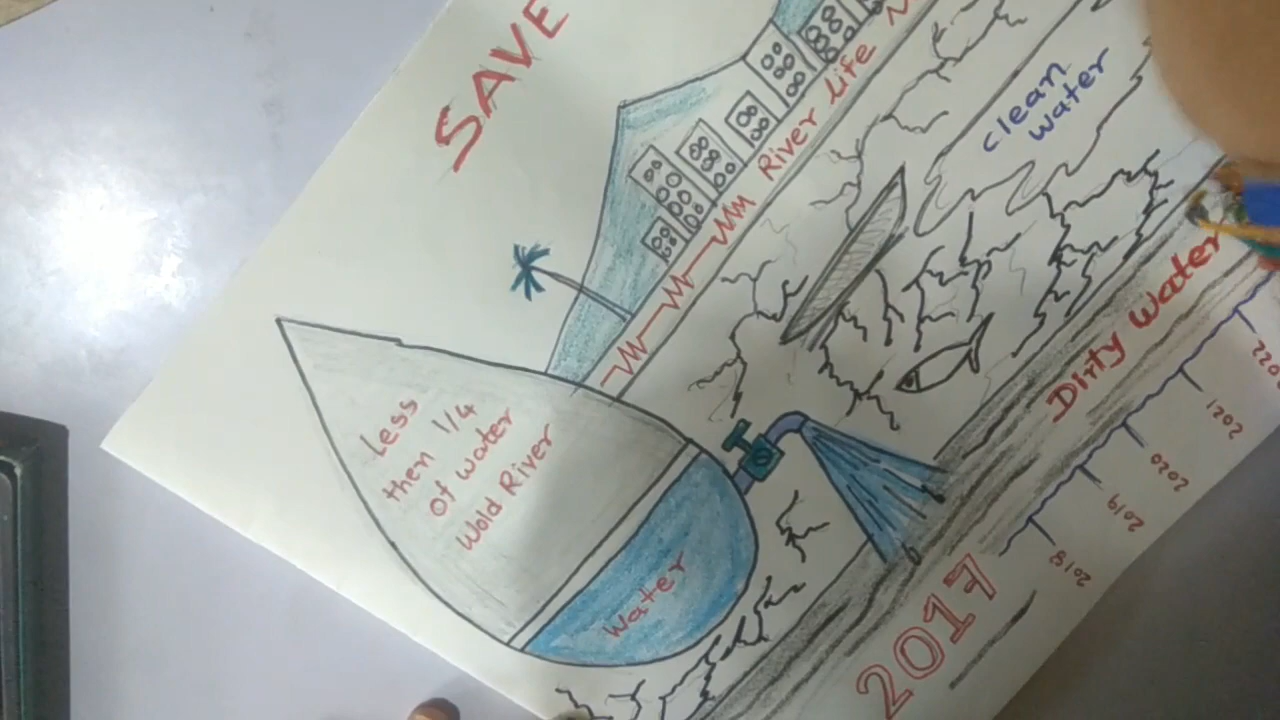 SAVE
River Life
clean
water
Less
then 1/4
of water
Wold River
Water
Dirty Water
2017
2018
2019
2020
2021
2022